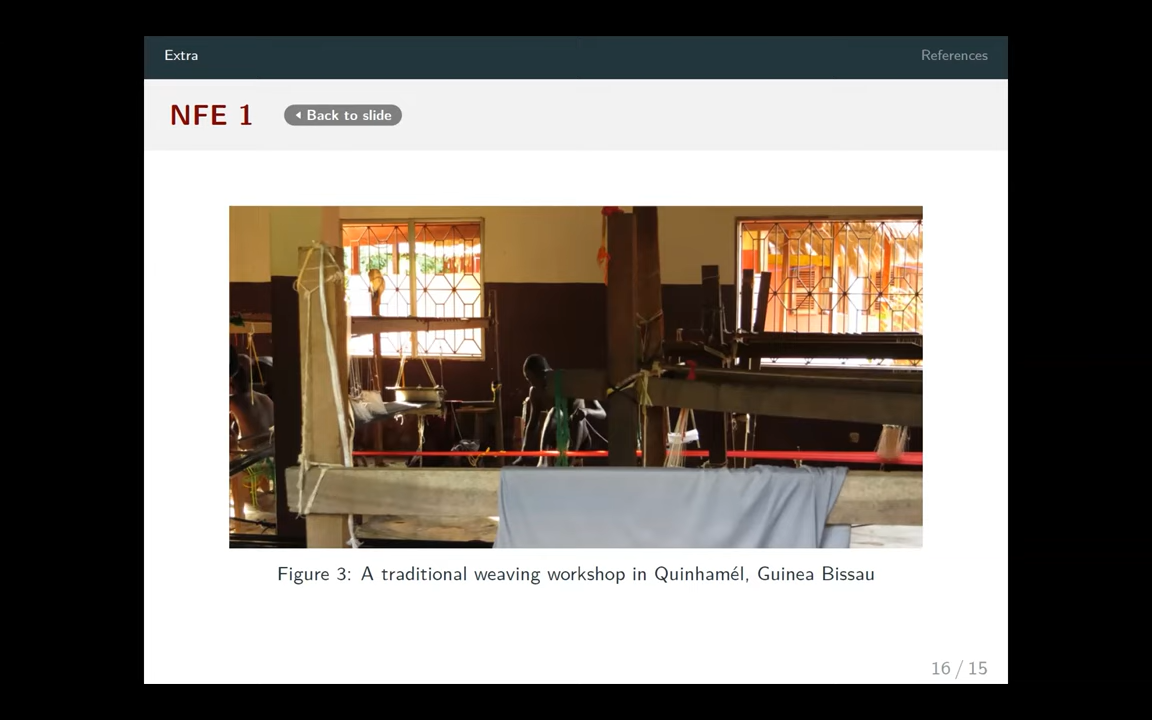 Extra
References
NFE 1
Back to slide
Figure 3: A traditional weaving workshop in Quinhamél, Guinea Bissau
16 / 15